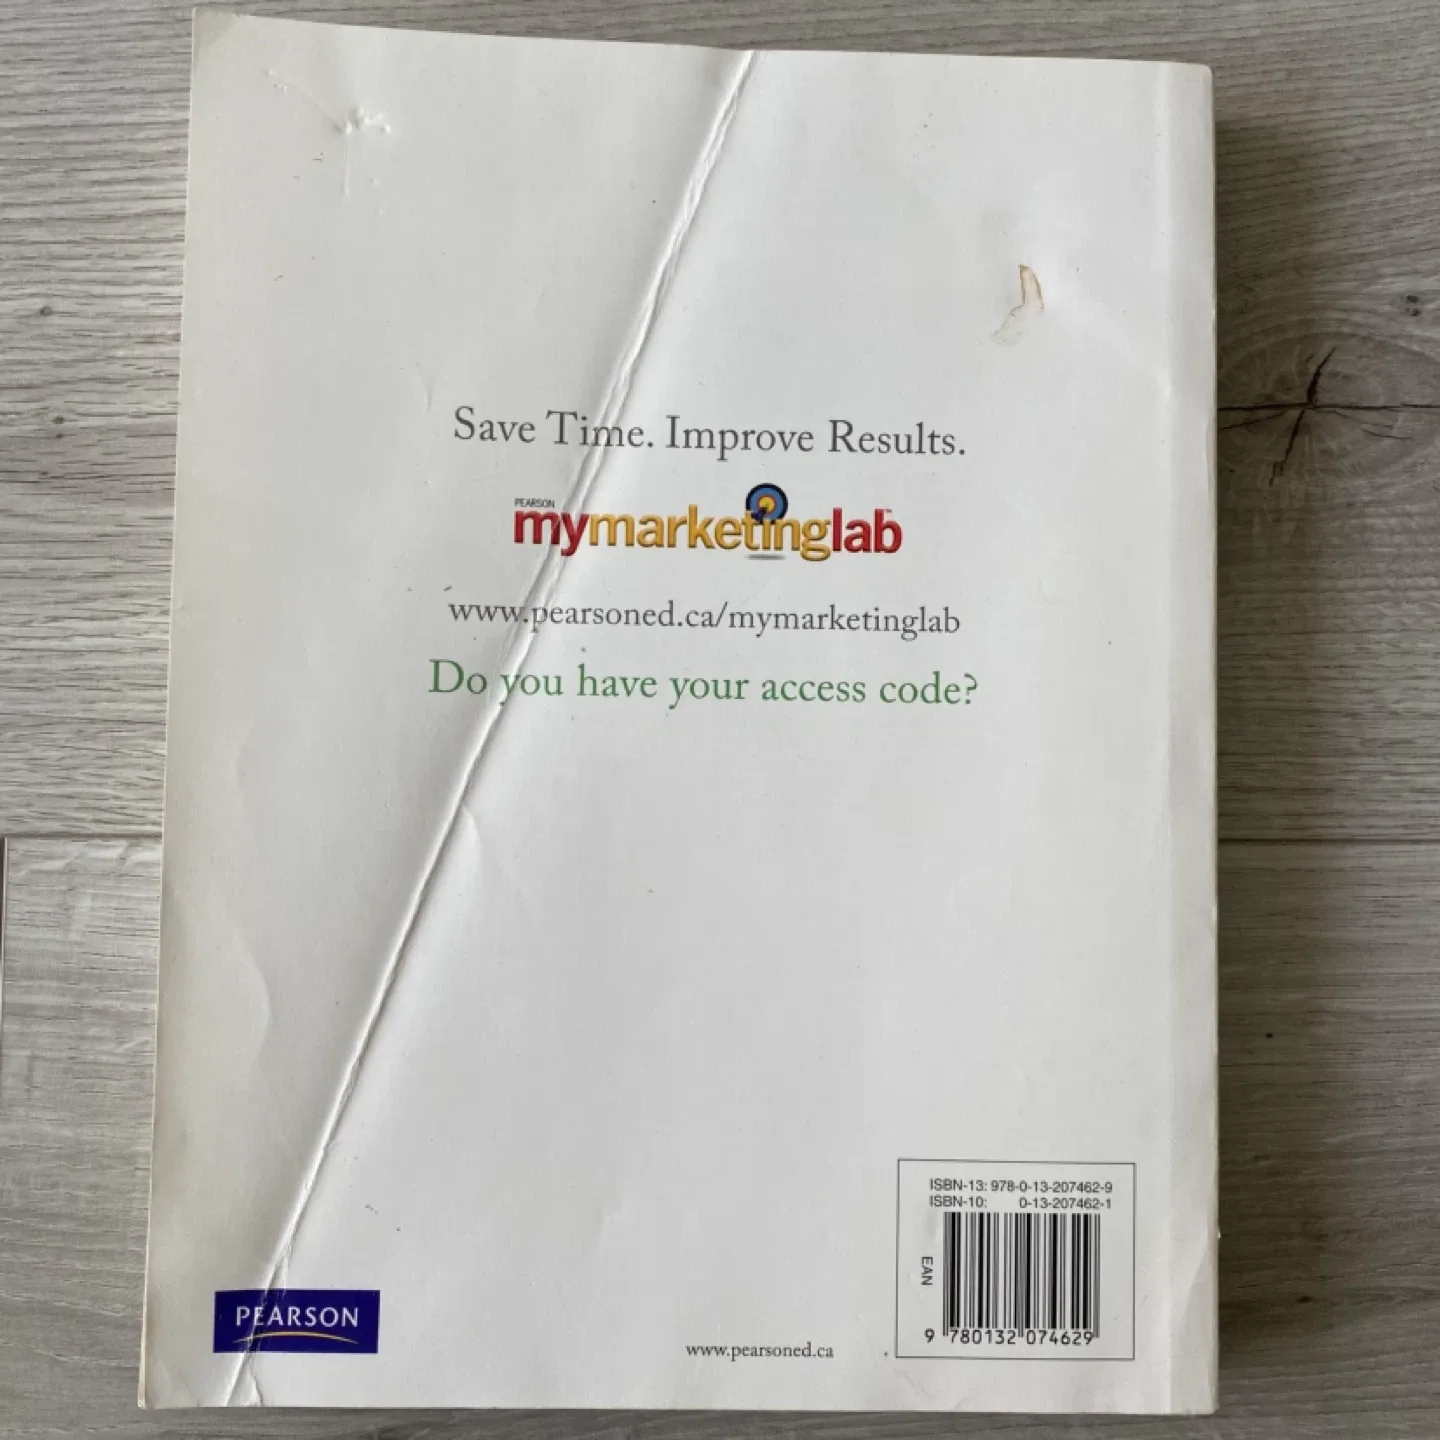 Save Time. Improve Results.
PEARSON
mymarketinglab™
www.pearsoned.ca/mymarketinglab
Do you have your access code?
ISBN-13: 978-0-13-207462-9
ISBN-10: 0-13-207462-1
EAN
9 780132 074629
PEARSON
www.pearsoned.ca